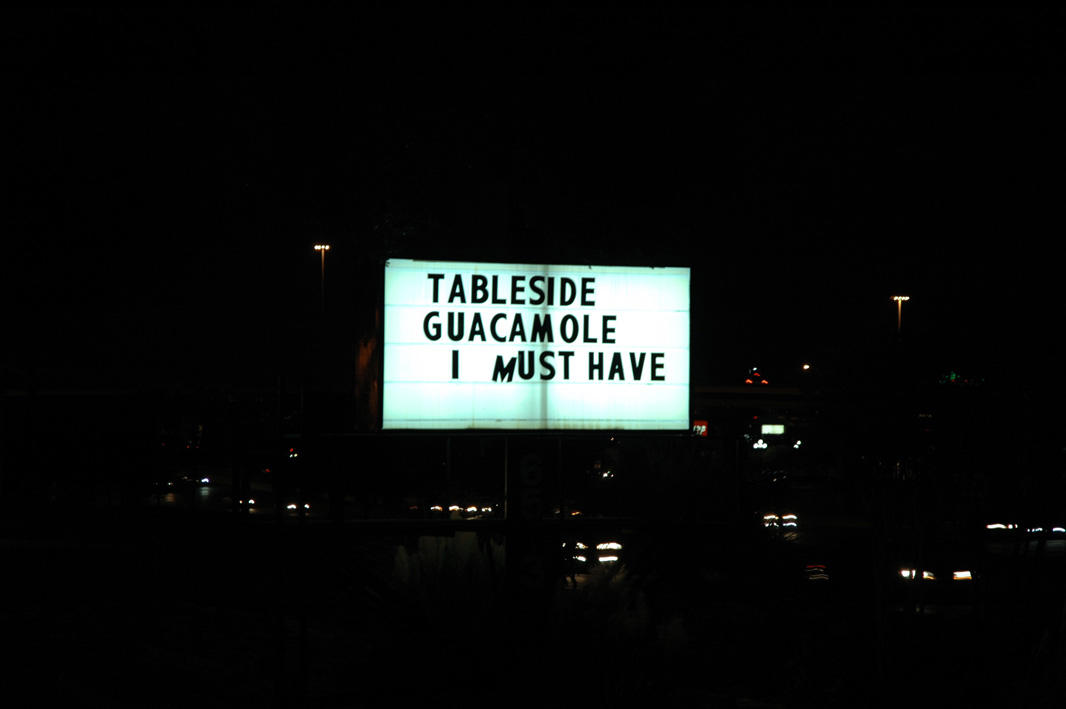 TABLESIDE
GUACAMOLE
I MUST HAVE